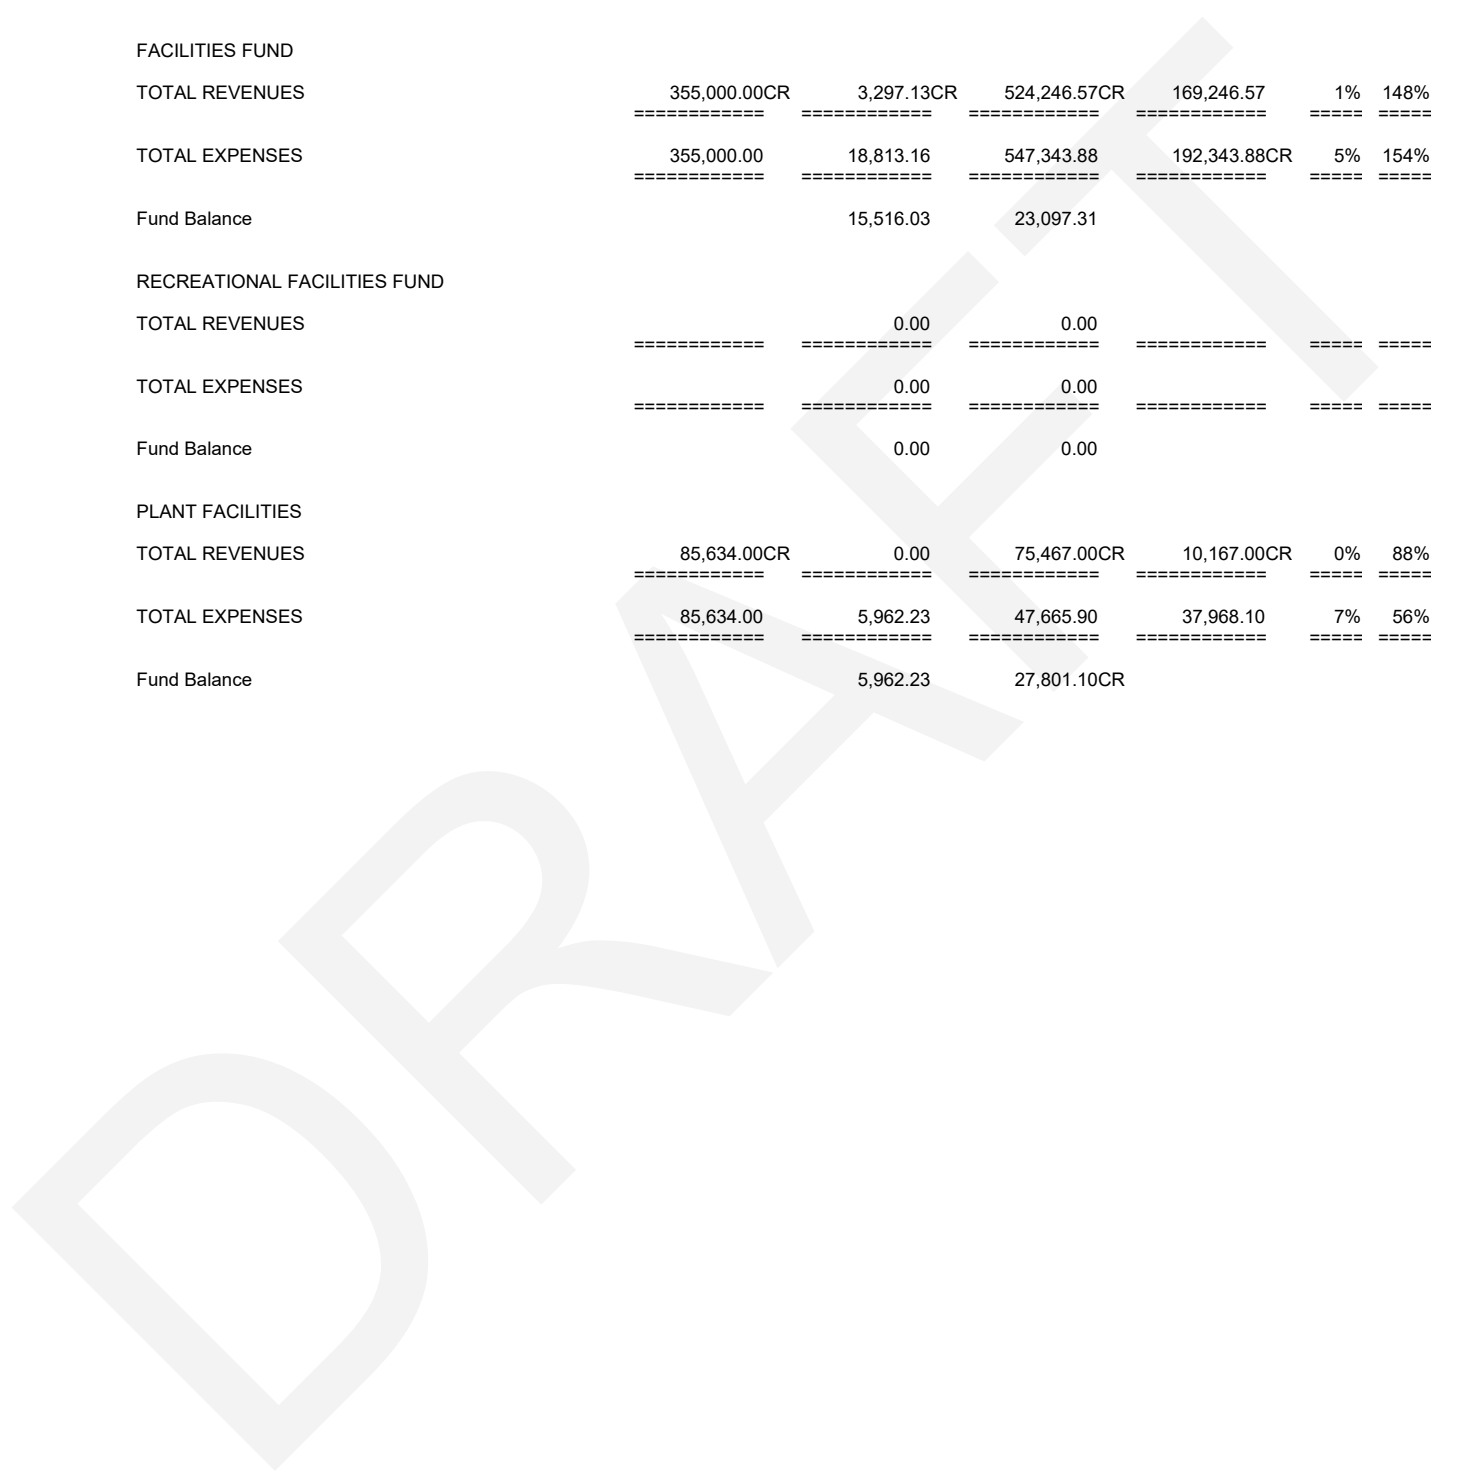 FACILITIES FUND
TOTAL REVENUES 355,000.00CR 3,297.13CR 524,246.57CR 169,246.57 1% 148%
============ ============ ============ ============ ===== =====
TOTAL EXPENSES 355,000.00 18,813.16 547,343.88 192,343.88CR 5% 154%
============ ============ ============ ============ ===== =====
Fund Balance 15,516.03 23,097.31
RECREATIONAL FACILITIES FUND
TOTAL REVENUES 0.00 0.00
============ ============ ============ ============ ===== =====
TOTAL EXPENSES 0.00 0.00
============ ============ ============ ============ ===== =====
Fund Balance 0.00 0.00
PLANT FACILITIES
TOTAL REVENUES 85,634.00CR 0.00 75,467.00CR 10,167.00CR 0% 88%
============ ============ ============ ============ ===== =====
TOTAL EXPENSES 85,634.00 5,962.23 47,665.90 37,968.10 7% 56%
============ ============ ============ ============ ===== =====
Fund Balance 5,962.23 27,801.10CR
DRAFT